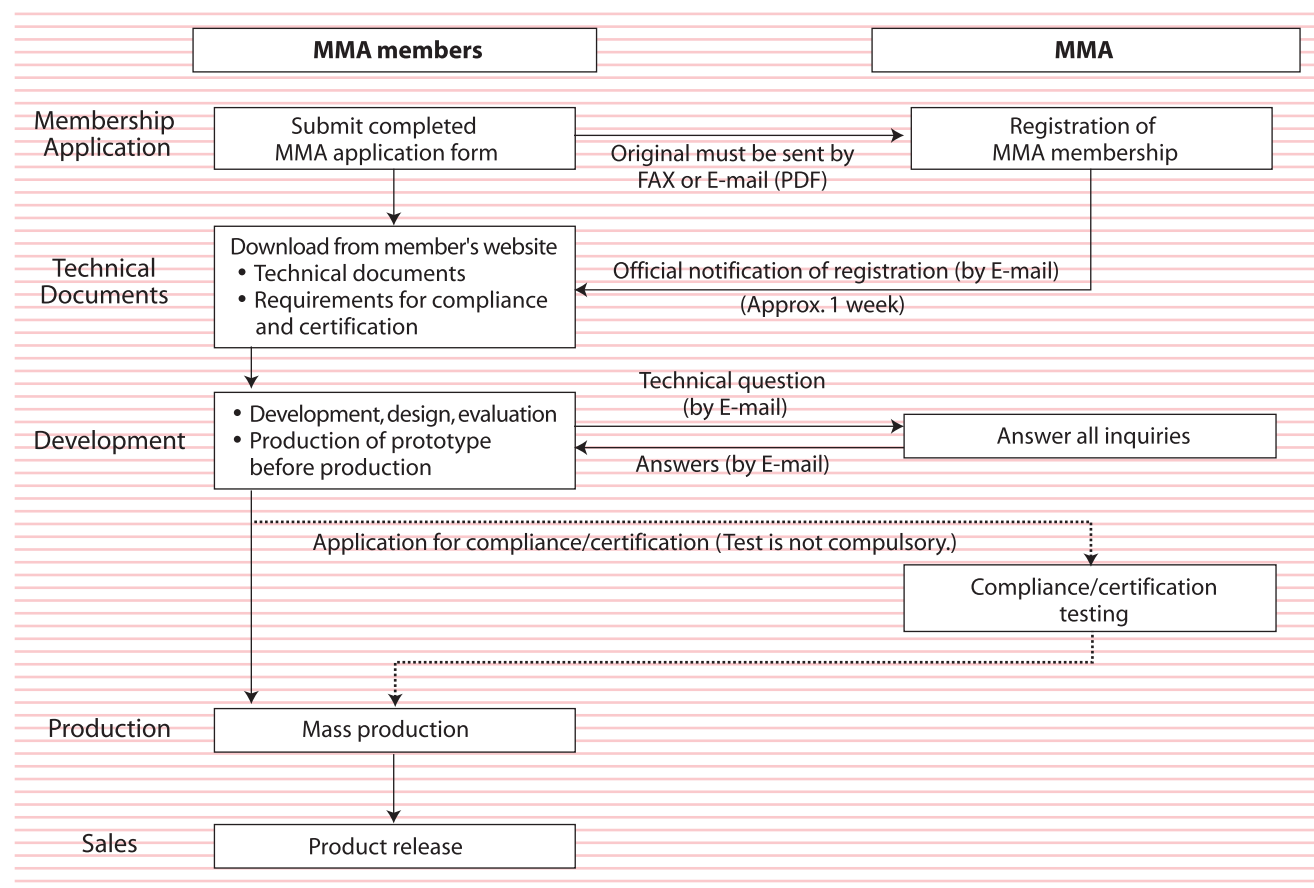 MMA members
MMA
Membership
Application
Submit completed
MMA application form
Original must be sent by
FAX or E-mail (PDF)
Registration of
MMA membership
Technical
Documents
Download from member's website
• Technical documents
• Requirements for compliance
and certification
Official notification of registration (by E-mail)
(Approx. 1 week)
Development
• Development, design, evaluation
• Production of prototype
before production
Technical question
(by E-mail)
Answers (by E-mail)
Answer all inquiries
Application for compliance/certification (Test is not compulsory.)
Compliance/certification
testing
Production
Mass production
Sales
Product release